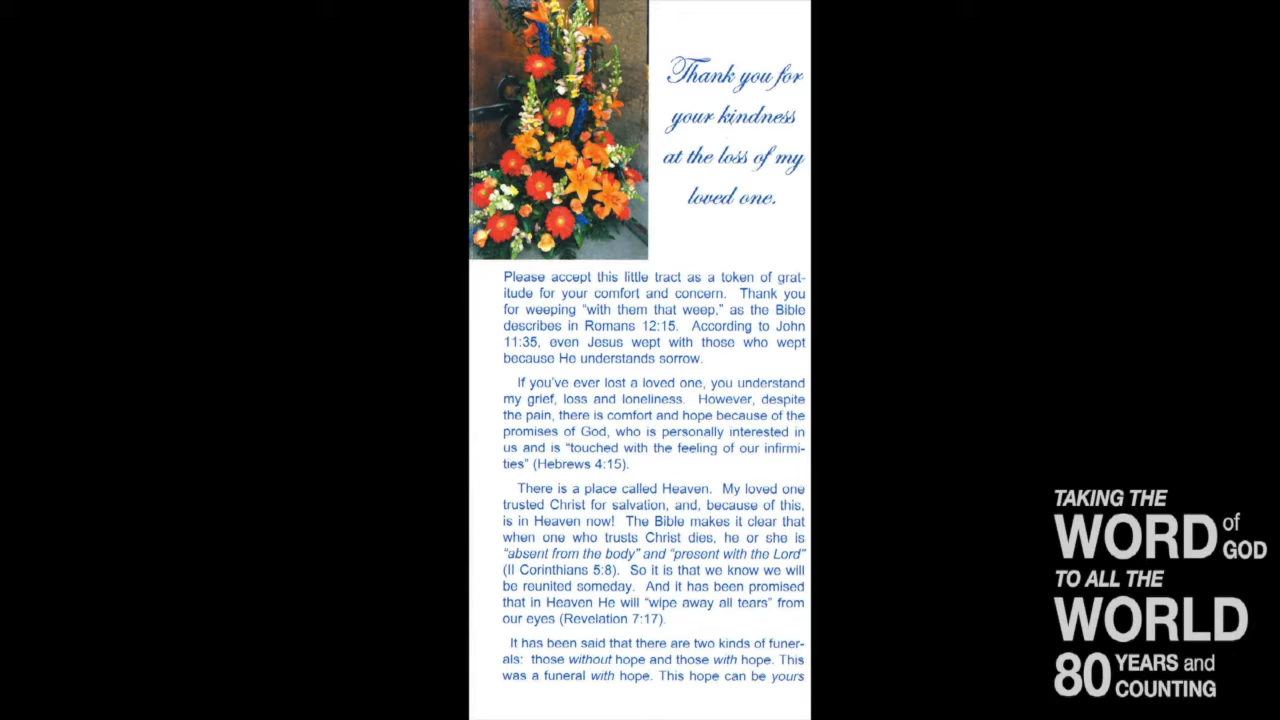 Thank you for
your kindness
at the loss of my
loved one.
Please accept this little tract as a token of grat-
itude for your comfort and concern. Thank you
for weeping “with them that weep,” as the Bible
describes in Romans 12:15. According to John
11:35, even Jesus wept with those who wept
because He understands sorrow.
If you’ve ever lost a loved one, you understand
my grief, loss and loneliness. However, despite
the pain, there is comfort and hope because of the
promises of God, who is personally interested in
us and is “touched with the feeling of our infirmi-
ties” (Hebrews 4:15).
There is a place called Heaven. My loved one
trusted Christ for salvation, and, because of this,
is in Heaven now! The Bible makes it clear that
when one who trusts Christ dies, he or she is
“absent from the body” and “present with the Lord”
(II Corinthians 5:8). So it is that we know we will
be reunited someday. And it has been promised
that in Heaven He will “wipe away all tears” from
our eyes (Revelation 7:17).
It has been said that there are two kinds of funer-
als: those without hope and those with hope. This
was a funeral with hope. This hope can be yours
TAKING THE
WORD of GOD
TO ALL THE
WORLD
80 YEARS and
COUNTING